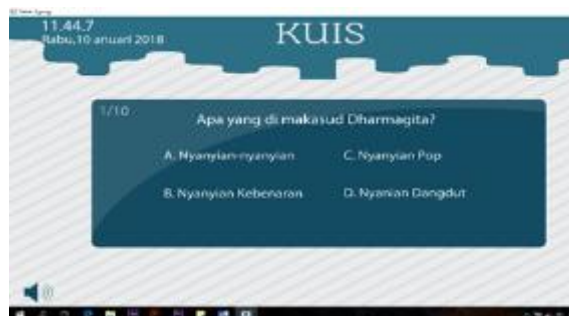 11.44.7
Rabu,10 anuari 2018
KUIS
1/10
Apa yang di makasud Dharmagita?
A. Nyanyian-nyanyian
C. Nyanyian Pop
B. Nyanyian Kebenaran
D. Nyanian Dangdut